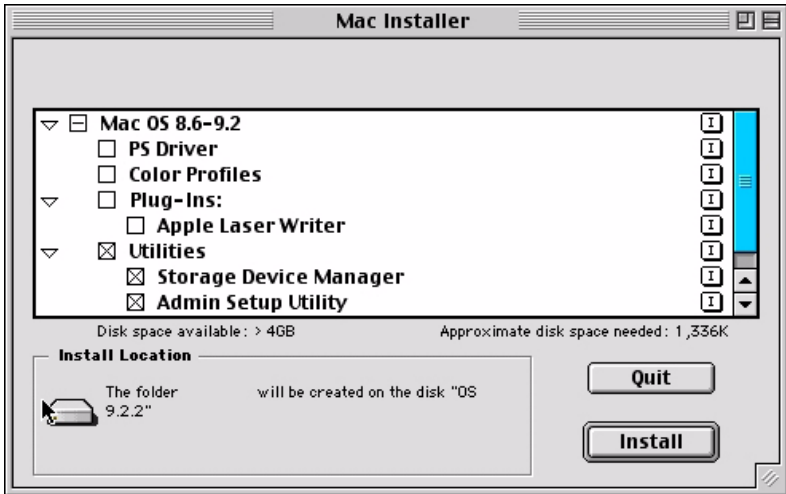 Mac Installer
Mac OS 8.6-9.2
PS Driver
Color Profiles
Plug-Ins:
Apple LaserWriter
Utilities
Storage Device Manager
Admin Setup Utility
Disk space available: > 4GB Approximate disk space needed: 1,336K
Install Location
The folder will be created on the disk "OS
9.2.2"
Quit
Install